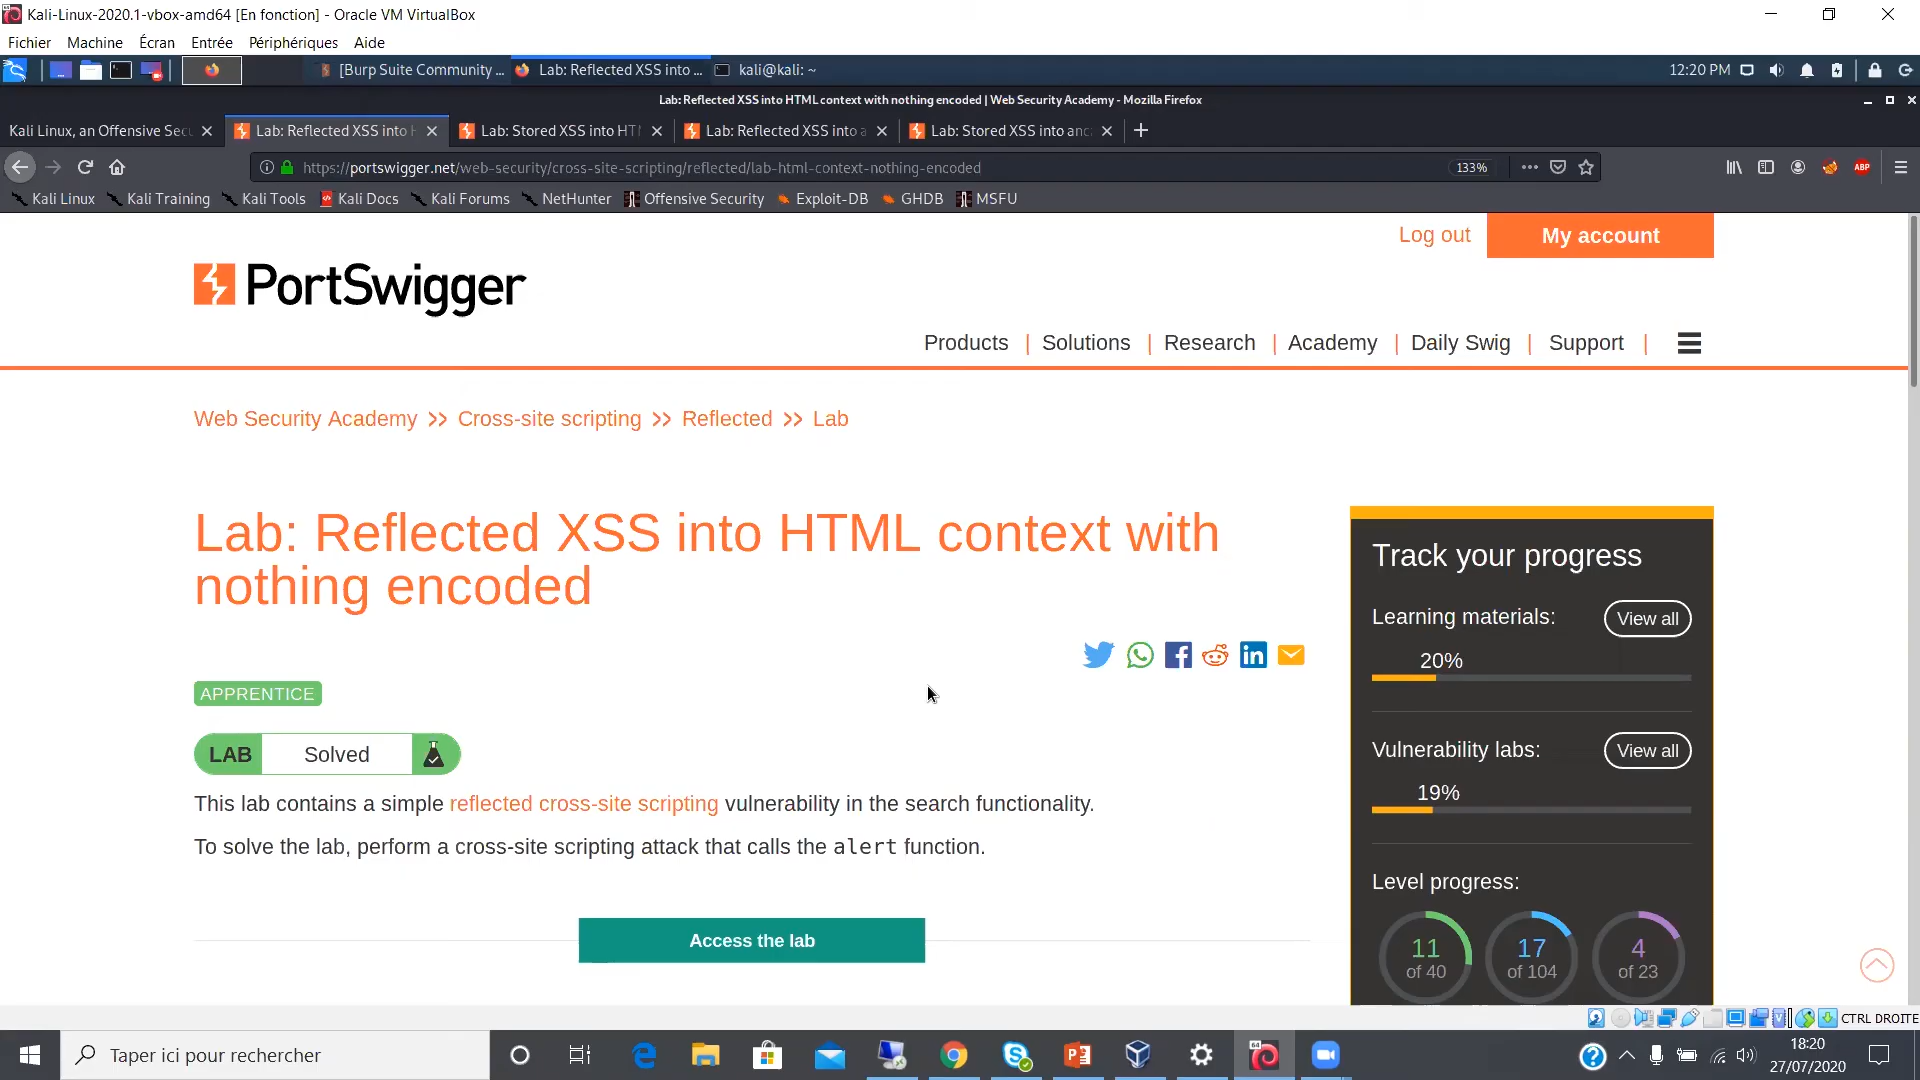 Kali-Linux-2020.1-vbox-amd64 [En fonction] - Oracle VM VirtualBox
Fichier Machine Écran Entrée Périphériques Aide
[Burp Suite Community ... Lab: Reflected XSS into ... kali@kali: ~ 12:20 PM
Lab: Reflected XSS into HTML context with nothing encoded | Web Security Academy - Mozilla Firefox
Kali Linux, an Offensive Sec Lab: Reflected XSS into H Lab: Stored XSS into HTM Lab: Reflected XSS into a Lab: Stored XSS into anc
https://portswigger.net/web-security/cross-site-scripting/reflected/lab-html-context-nothing-encoded 133% ABP
Kali Linux Kali Training Kali Tools Kali Docs Kali Forums NetHunter Offensive Security Exploit-DB GHDB MSFU
Log out My account
PortSwigger
Products | Solutions | Research | Academy | Daily Swig | Support |
Web Security Academy >> Cross-site scripting >> Reflected >> Lab
Lab: Reflected XSS into HTML context with
nothing encoded
APPRENTICE
LAB Solved
This lab contains a simple reflected cross-site scripting vulnerability in the search functionality.
To solve the lab, perform a cross-site scripting attack that calls the alert function.
Access the lab
Track your progress
Learning materials: View all
20%
Vulnerability labs: View all
19%
Level progress:
11 17 4
of 40 of 104 of 23
CTRL DROITE
Taper ici pour rechercher
18:20
27/07/2020